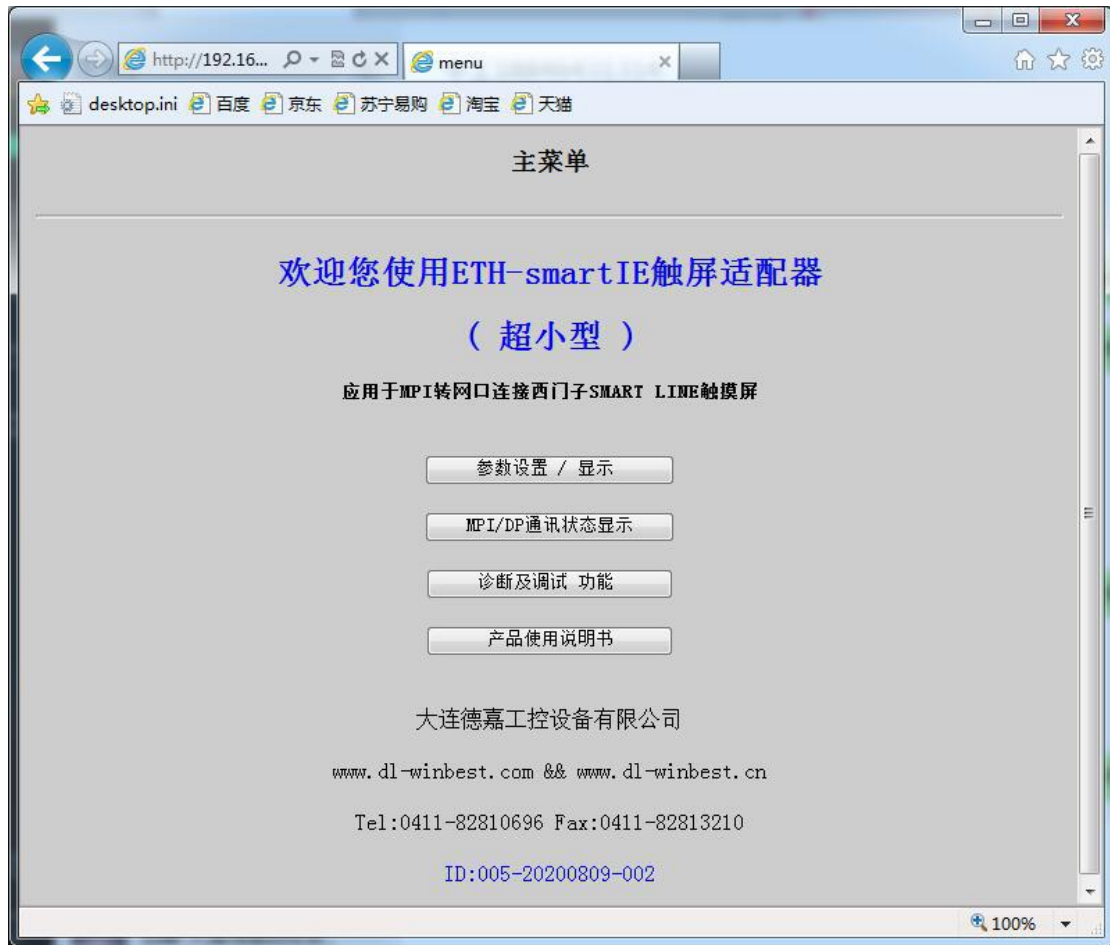 http://192.16... menu
desktop.ini 百度 京东 苏宁易购 淘宝 天猫
主菜单
欢迎您使用ETH-smartIE触屏适配器
( 超小型 )
应用于MPI转网口连接西门子SMART LINE触摸屏
参数设置 / 显示
MPI/DP通讯状态显示
诊断及调试 功能
产品使用说明书
大连德嘉工控设备有限公司
www.dl-winbest.com && www.dl-winbest.cn
Tel:0411-82810696 Fax:0411-82813210
ID:005-20200809-002
100%